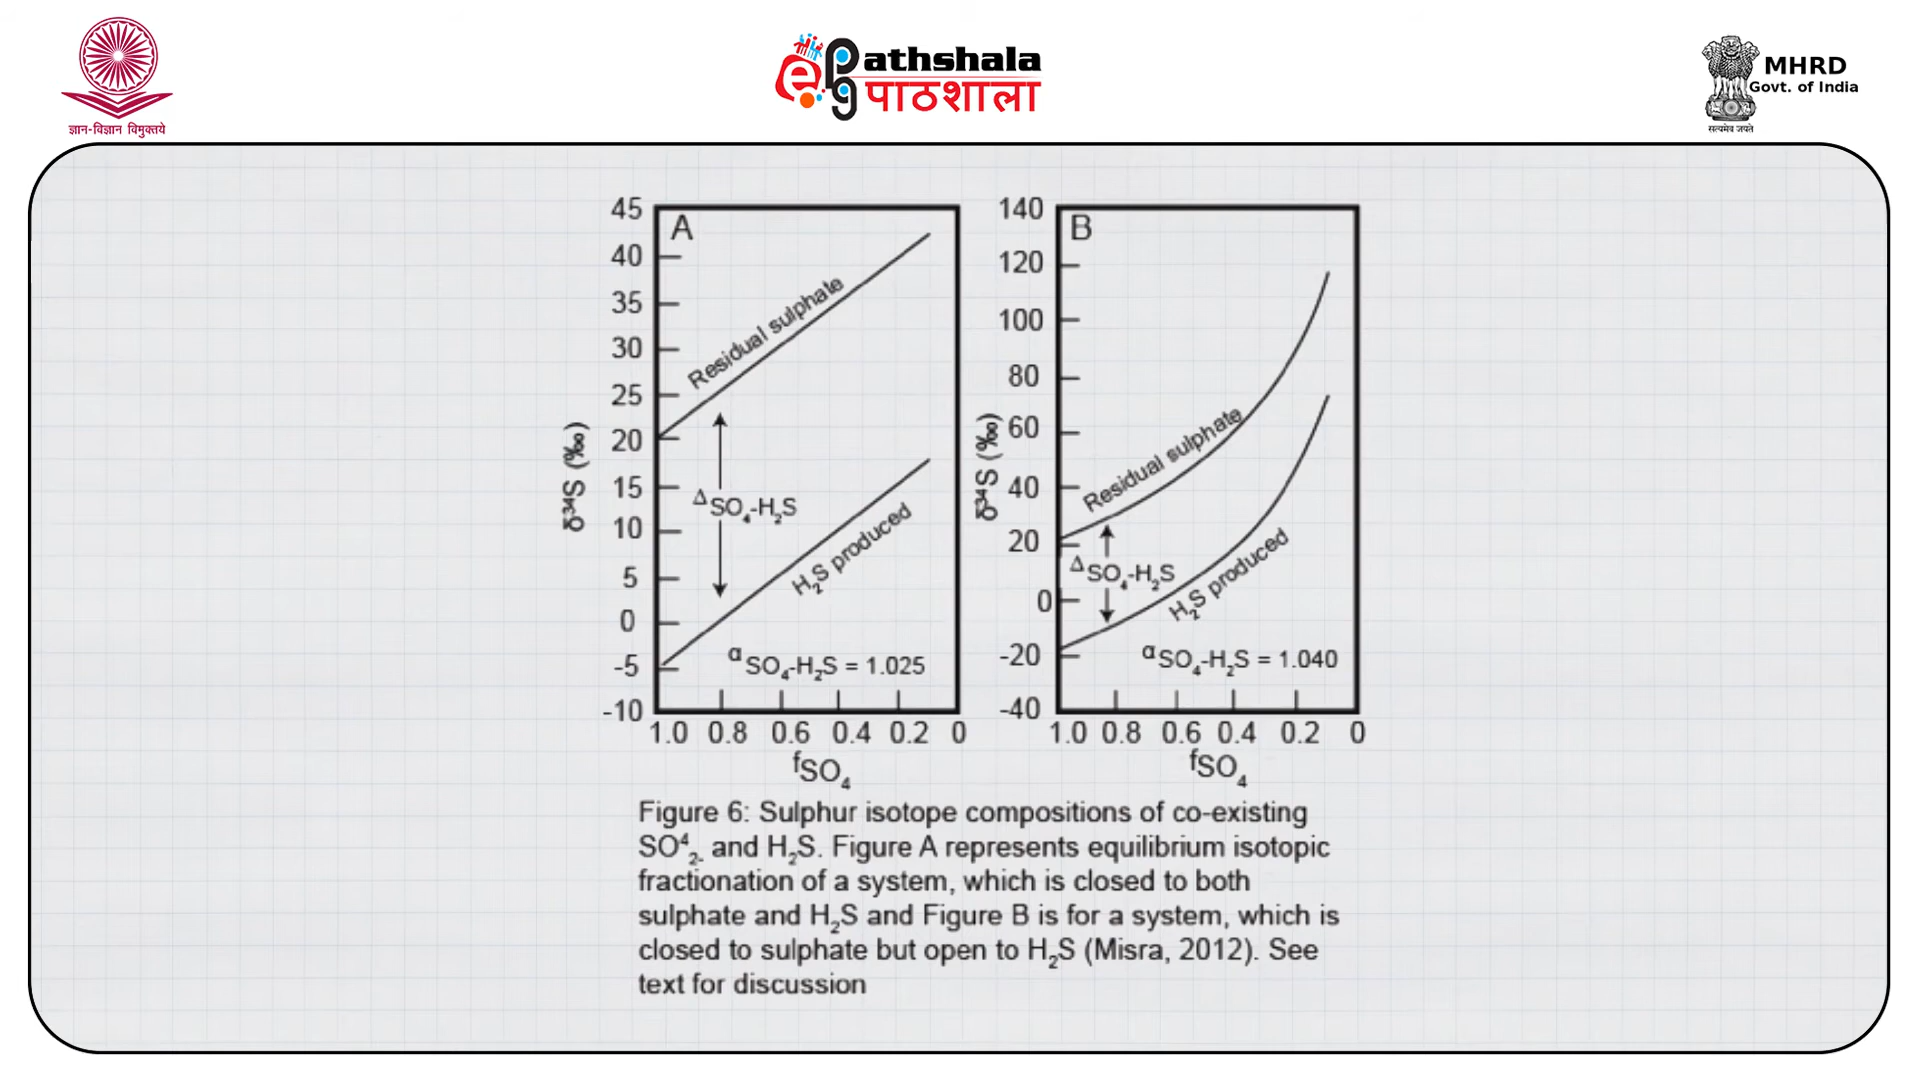 ज्ञान-विज्ञान विमुक्तये
ePG athshala
पाठशाला
MHRD
Govt. of India
सत्यमेव जयते
A
45
40
35
30
25
20
15
10
5
0
-5
-10
δ³⁴S (‰)
Residual sulphate
ΔSO₄-H₂S
H₂S produced
αSO₄-H₂S = 1.025
1.0 0.8 0.6 0.4 0.2 0
fSO₄
B
140
120
100
80
60
40
20
0
-20
-40
δ³⁴S (‰)
Residual sulphate
ΔSO₄-H₂S
H₂S produced
αSO₄-H₂S = 1.040
1.0 0.8 0.6 0.4 0.2 0
fSO₄
Figure 6: Sulphur isotope compositions of co-existing
SO⁴₂₋ and H₂S. Figure A represents equilibrium isotopic
fractionation of a system, which is closed to both
sulphate and H₂S and Figure B is for a system, which is
closed to sulphate but open to H₂S (Misra, 2012). See
text for discussion